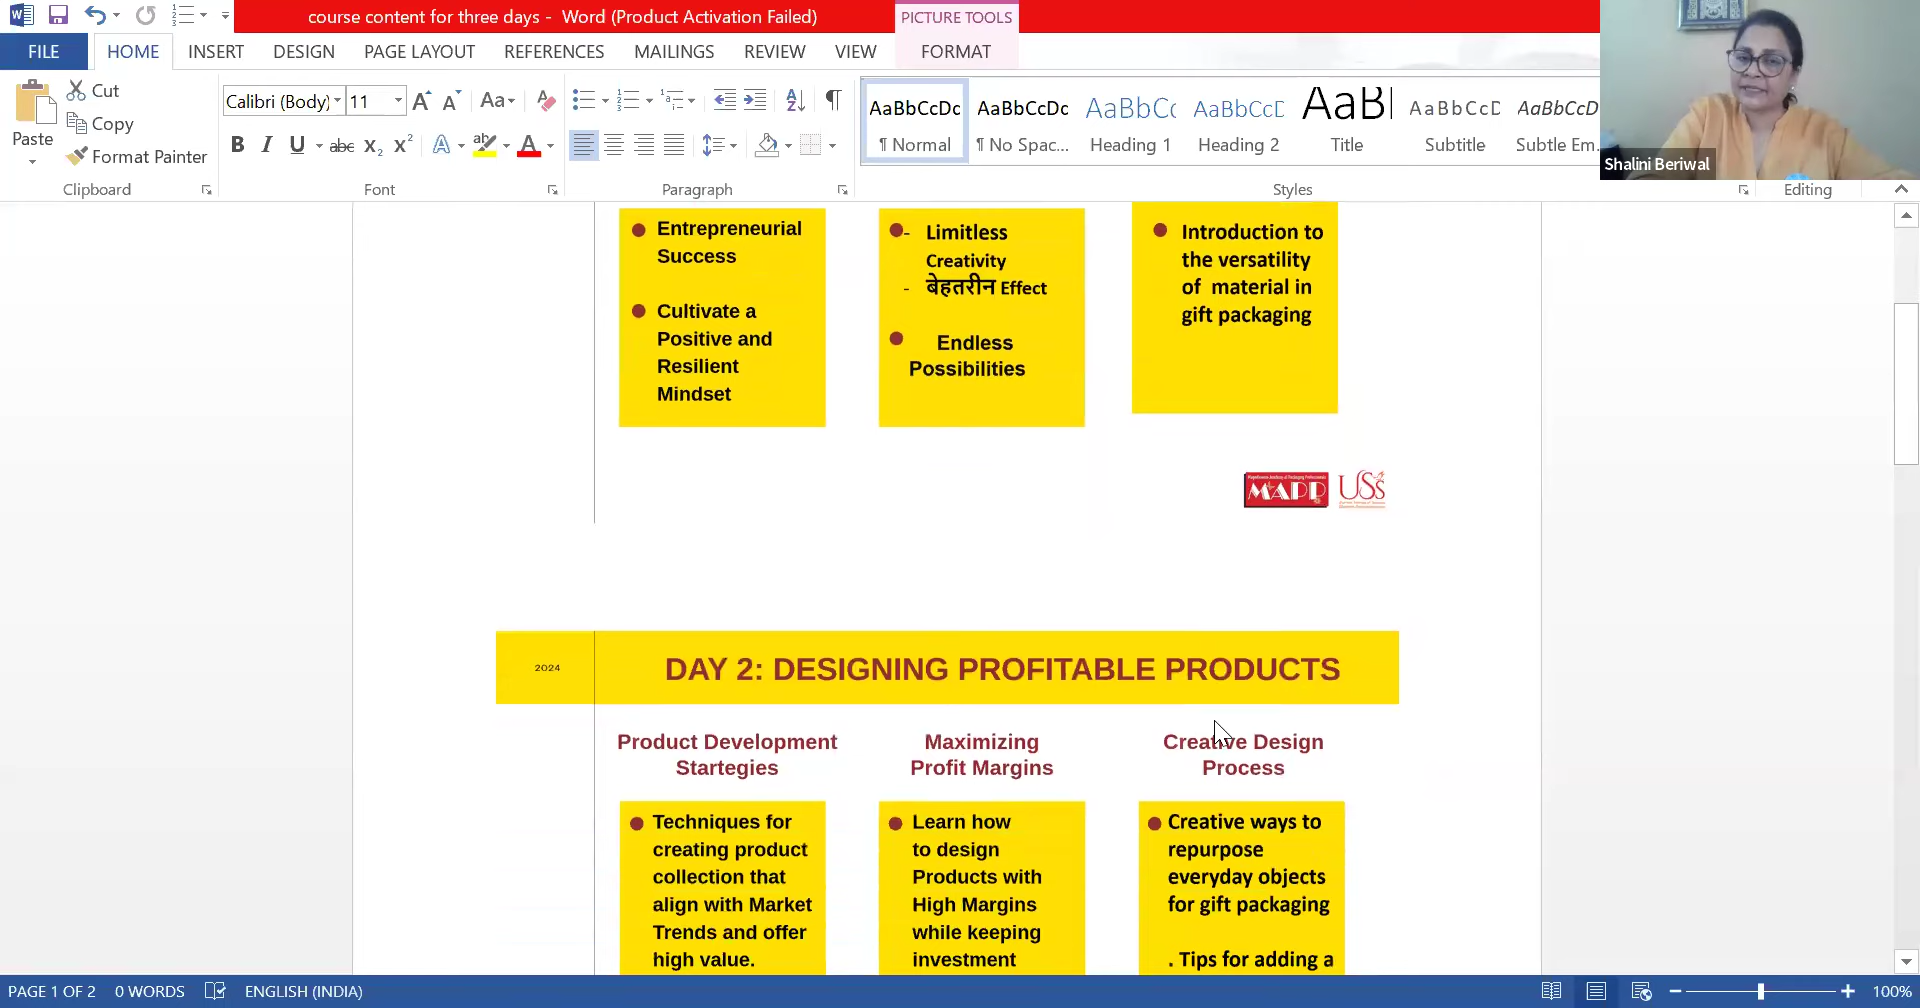 course content for three days - Word (Product Activation Failed)
PICTURE TOOLS
FILE
HOME
INSERT
DESIGN
PAGE LAYOUT
REFERENCES
MAILINGS
REVIEW
VIEW
FORMAT
Paste
Cut
Copy
Format Painter
Clipboard
Calibri (Body)
11
Font
Paragraph
AaBbCcDc
¶ Normal
AaBbCcDc
¶ No Spac...
AaBbCc
Heading 1
AaBbCcD
Heading 2
AaBl
Title
AaBbCcD
Subtitle
AaBbCcD
Subtle Em...
Styles
Editing
Shalini Beriwal
Entrepreneurial
Success
Cultivate a
Positive and
Resilient
Mindset
- Limitless
Creativity
- बेहतरीन Effect
Endless
Possibilities
Introduction to
the versatility
of material in
gift packaging
MAPP
USS
2024
DAY 2: DESIGNING PROFITABLE PRODUCTS
Product Development
Startegies
Maximizing
Profit Margins
Creative Design
Process
Techniques for
creating product
collection that
align with Market
Trends and offer
high value.
Learn how
to design
Products with
High Margins
while keeping
investment
Creative ways to
repurpose
everyday objects
for gift packaging
. Tips for adding a
PAGE 1 OF 2
0 WORDS
ENGLISH (INDIA)
100%